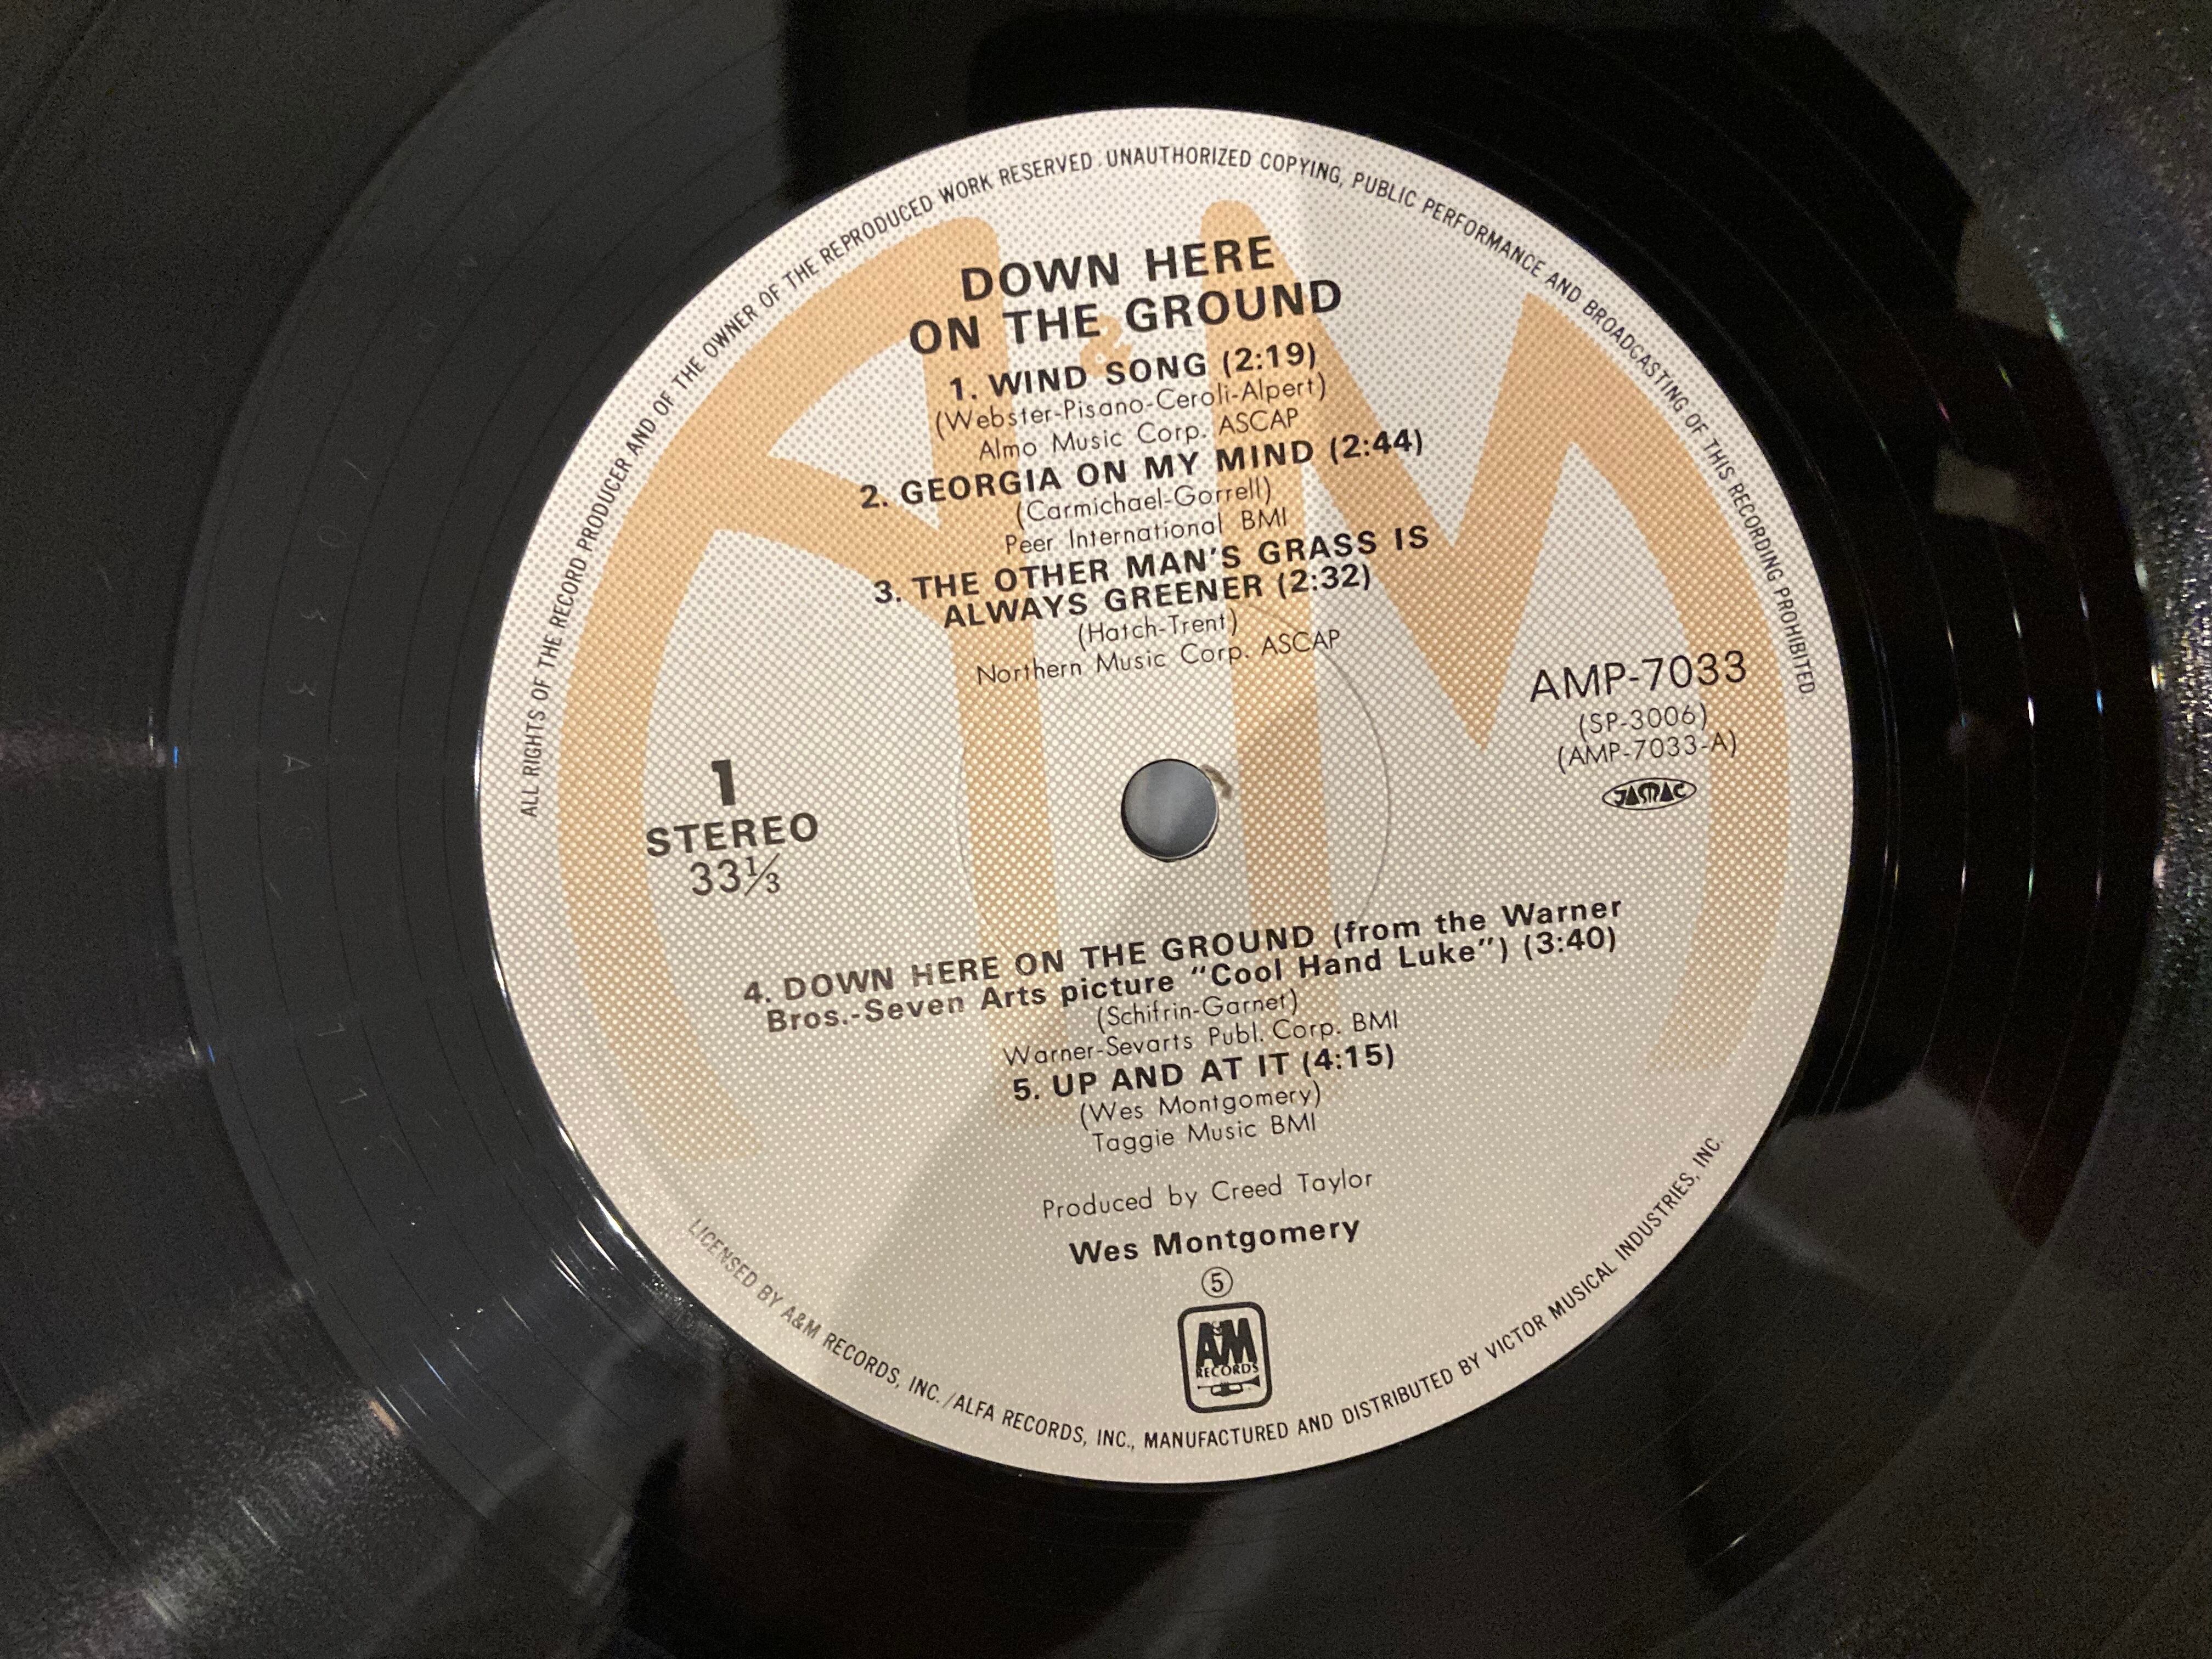 ALL RIGHTS OF THE RECORD PRODUCER AND OF THE OWNER OF THE REPRODUCED WORK RESERVED. UNAUTHORIZED COPYING, PUBLIC PERFORMANCE AND BROADCASTING OF THIS RECORDING PROHIBITED
A & M
DOWN HERE
ON THE GROUND
1. WIND SONG (2:19)
(Webster-Pisano-Ceroli-Alpert)
Almo Music Corp. ASCAP
2. GEORGIA ON MY MIND (2:44)
(Carmichael-Gorrell)
Peer International BMI
3. THE OTHER MAN'S GRASS IS
ALWAYS GREENER (2:32)
(Hatch-Trent)
Northern Music Corp. ASCAP
1
STEREO
33⅓
AMP-7033
(SP-3006)
(AMP-7033-A)
JASRAC
4. DOWN HERE ON THE GROUND (from the Warner
Bros.-Seven Arts picture "Cool Hand Luke") (3:40)
(Schifrin-Garnet)
Warner-Sevarts Publ. Corp. BMI
5. UP AND AT IT (4:15)
(Wes Montgomery)
Taggie Music BMI
Produced by Creed Taylor
Wes Montgomery
⑤
A&M
RECORDS
LICENSED BY A&M RECORDS, INC./ALFA RECORDS, INC., MANUFACTURED AND DISTRIBUTED BY VICTOR MUSICAL INDUSTRIES, INC.